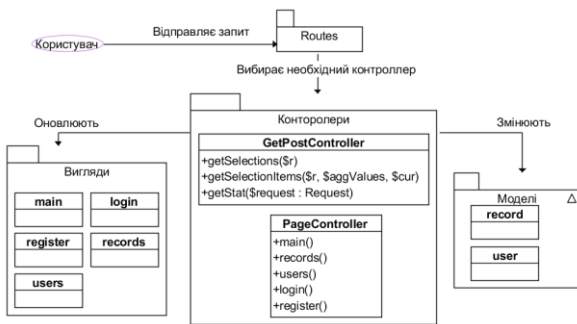 Відправляє запит
Користувач
Routes
Вибирає необхідний контроллер
Оновлюють
Конторолери
Змінюють
GetPostController
+getSelections($r)
+getSelectionItems($r, $aggValues, $cur)
+getStat($request : Request)
Вигляди
main
login
register
records
users
PageController
+main()
+records()
+users()
+login()
+register()
Моделі
record
user